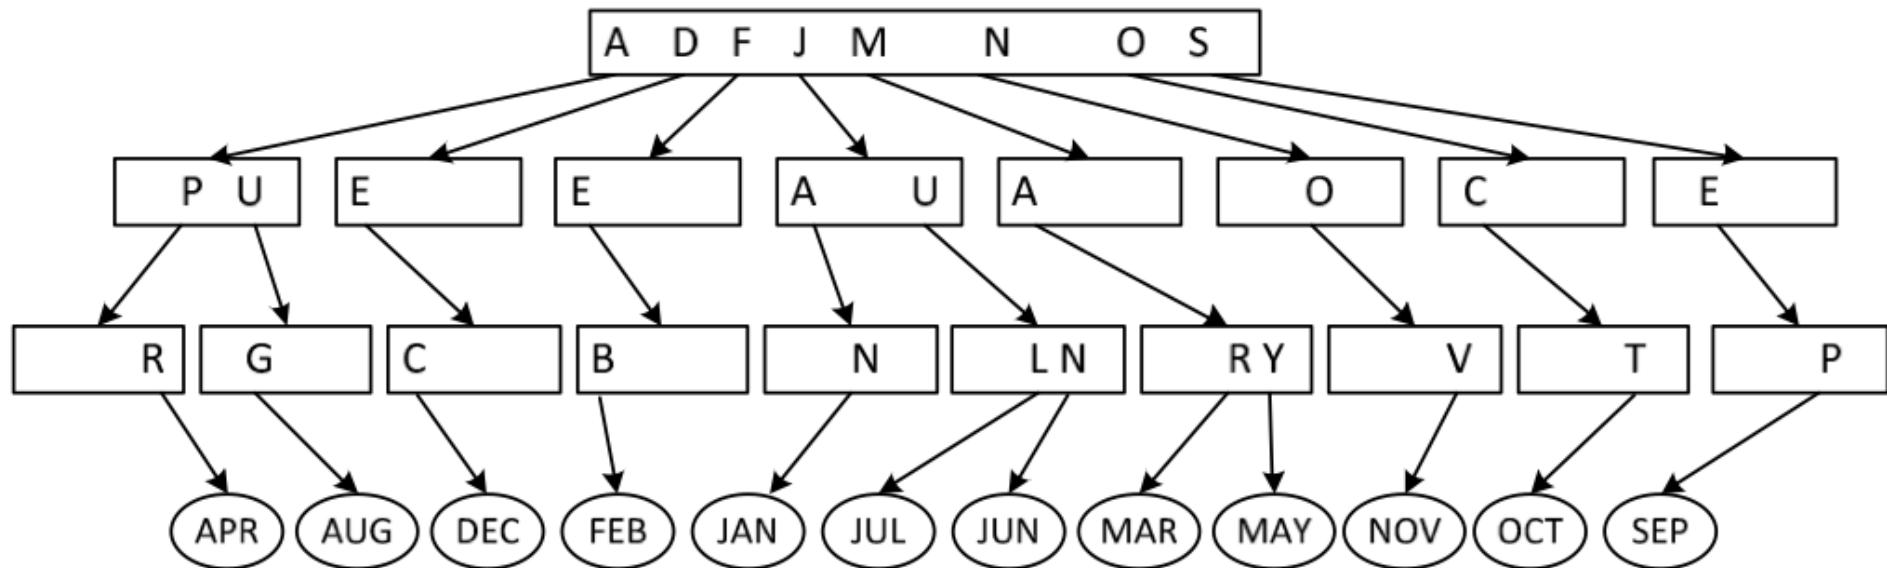 A D F J M N O S
P U E E A U A O C E
R G C B N L N R Y V T P
APR AUG DEC FEB JAN JUL JUN MAR MAY NOV OCT SEP